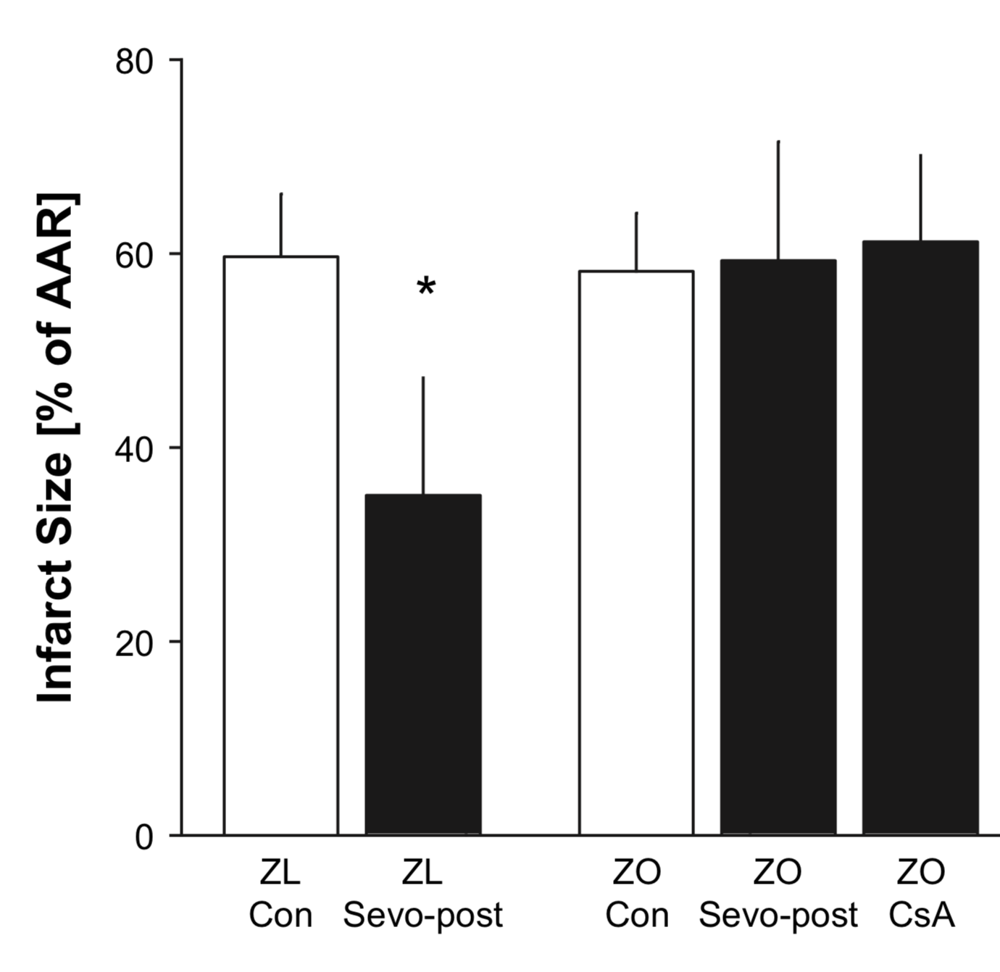 Infarct Size [% of AAR]
80
60
40
20
0
*
ZL
Con
ZL
Sevo-post
ZO
Con
ZO
Sevo-post
ZO
CsA